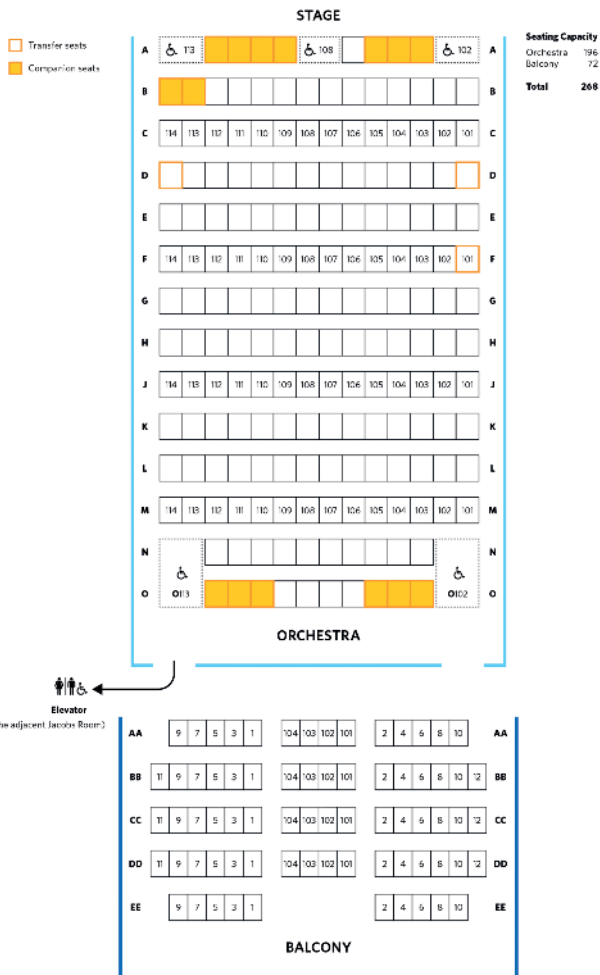 STAGE
Transfer seats
Companion seats
Seating Capacity
Orchestra 196
Balcony 72
Total 268
A 113 108 102 A
B B
C 114 113 112 111 110 109 108 107 106 105 104 103 102 101 C
D D
E E
F 114 113 112 111 110 109 108 107 106 105 104 103 102 101 F
G G
H H
J 114 113 112 111 110 109 108 107 106 105 104 103 102 101 J
K K
L L
M 114 113 112 111 110 109 108 107 106 105 104 103 102 101 M
N N
O O113 O102 O
ORCHESTRA
Elevator
he adjacent Jacobs Room)
AA 9 7 5 3 1 104 103 102 101 2 4 6 8 10 AA
BB 11 9 7 5 3 1 104 103 102 101 2 4 6 8 10 12 BB
CC 11 9 7 5 3 1 104 103 102 101 2 4 6 8 10 12 CC
DD 11 9 7 5 3 1 104 103 102 101 2 4 6 8 10 12 DD
EE 9 7 5 3 1 2 4 6 8 10 EE
BALCONY